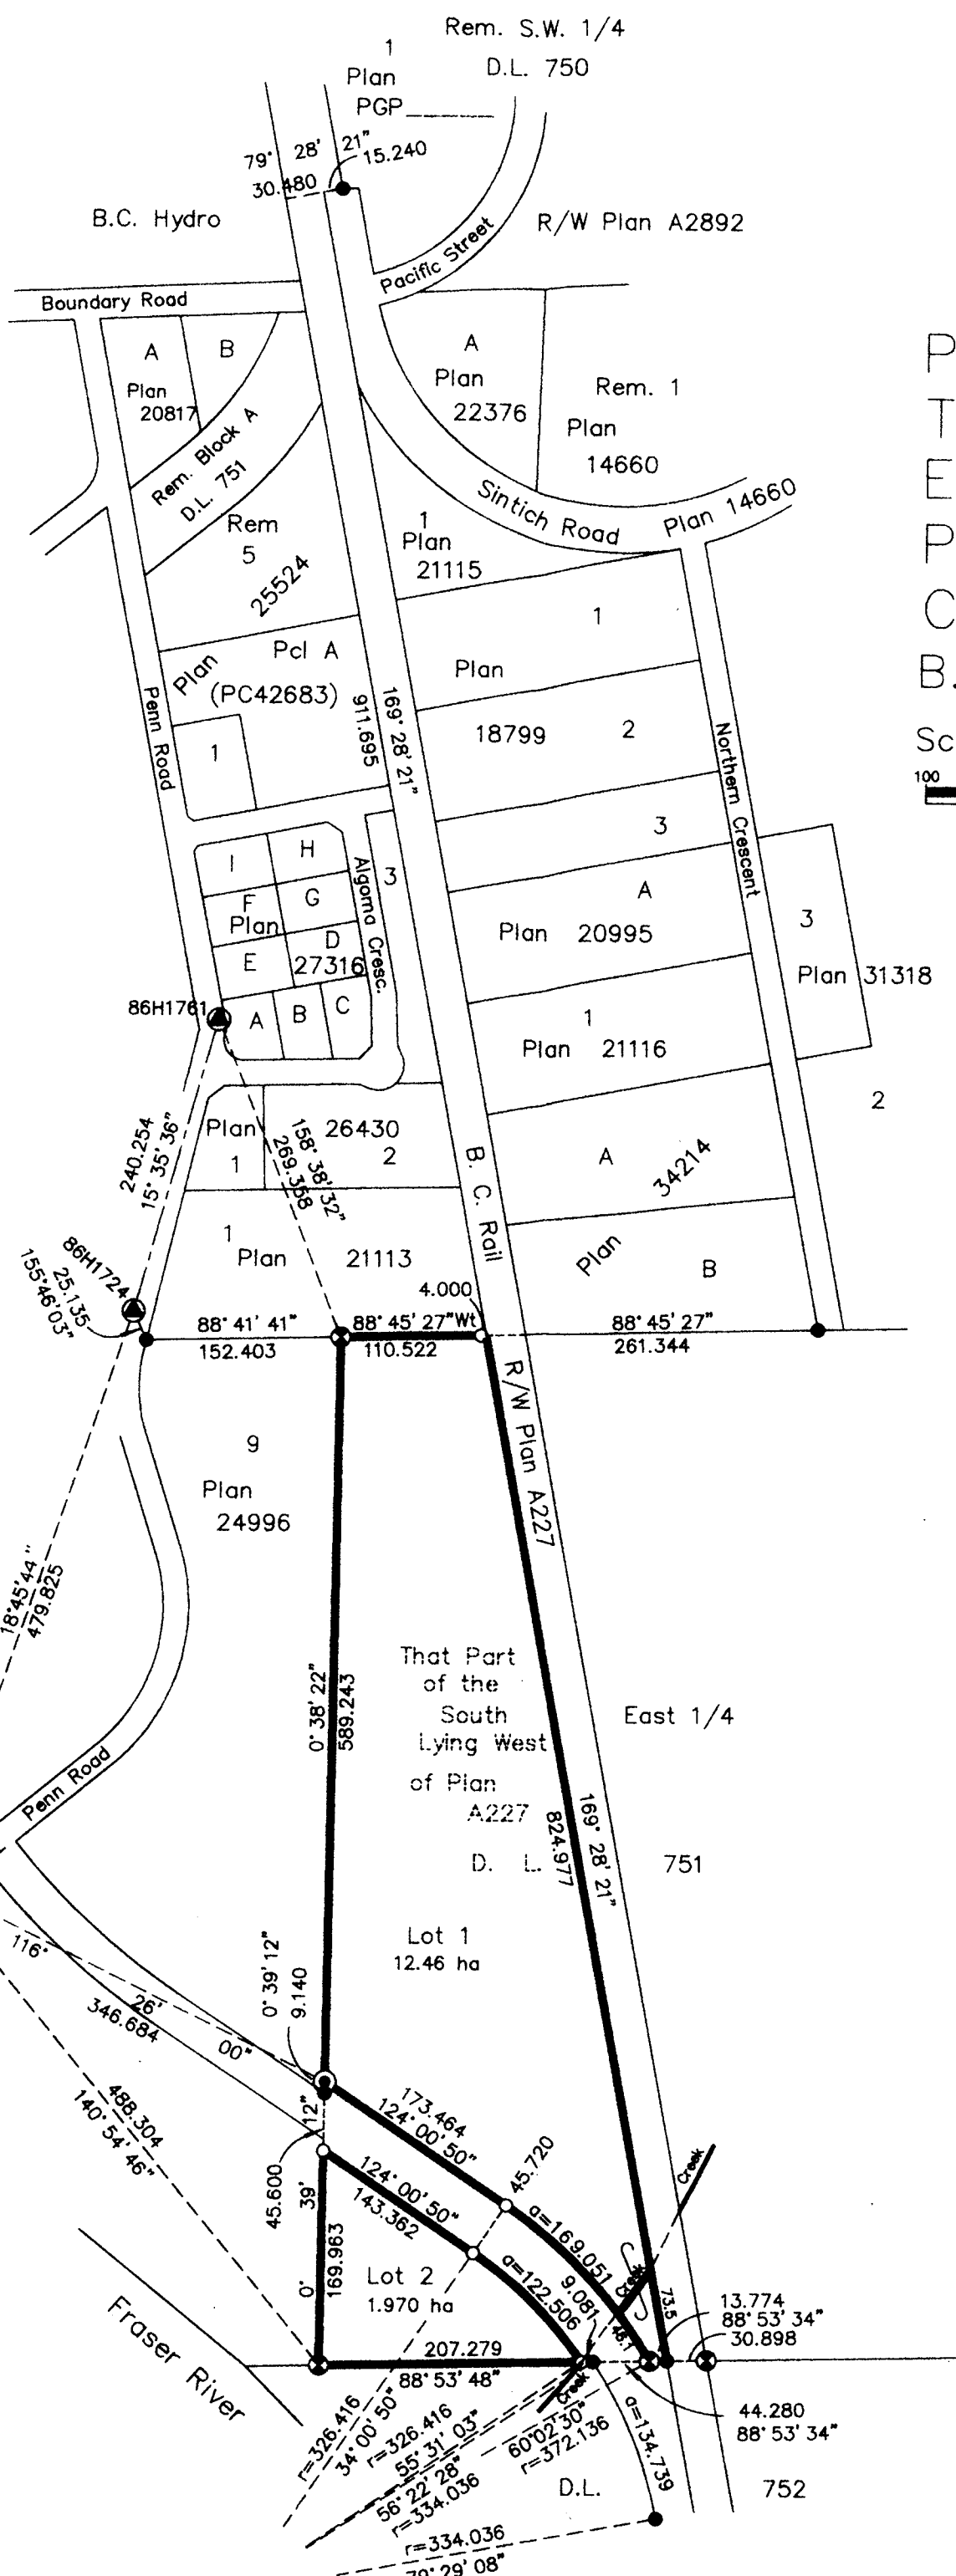 Rem. S.W. 1/4
1
Plan
D.L. 750
PGP
79° 28' 21"
15.240
30.480
B.C. Hydro
R/W Plan A2892
Pacific Street
Boundary Road
A
B
Plan
20817
A
Plan
22376
Rem. 1
Plan
14660
P
T
E
P
C
B.
Sc
100
Rem. Block A
D.L. 751
Sintich Road
Plan 14660
Rem
5
25524
1
Plan
21115
Plan
Pcl A
(PC42683)
1
Plan
18799
2
3
Penn Road
1
911.695
169° 28' 21"
Northern Crescent
I
H
F
G
Plan
D
E
27316
A
B
C
Algoma Cresc.
3
A
Plan 20995
3
Plan 31318
86H1761
1
Plan 21116
2
240.254
15° 35' 36"
Plan 26430
1
2
158° 38' 32"
269.358
B. C. Rail
A
34214
1
Plan 21113
Plan
B
86H1724
25.135
155°46'03"
4.000
88° 41' 41"
152.403
88° 45' 27"Wt
110.522
88° 45' 27"
261.344
R/W Plan A227
9
Plan
24996
18°45'44"
479.825
0° 38' 22"
589.243
That Part
of the
South
Lying West
of Plan
A227
East 1/4
D. L.
751
824.977
169° 28' 21"
Penn Road
Lot 1
12.46 ha
0° 39' 12"
9.140
116° 26' 00"
346.684
488.304
140° 54' 46"
173.464
124° 00' 50"
45.720
45.600
0° 39' 12"
169.963
124° 00' 50"
143.362
a=169.051
a=122.506
9.081
Creek
Creek
73.5
48.1
Lot 2
1.970 ha
13.774
88° 53' 34"
30.898
207.279
88° 53' 48"
Creek
Fraser River
r=326.416
34° 00' 50"
r=326.416
55° 31' 03"
56° 22' 28"
r=334.036
60°02'30"
r=372.136
a=134.739
44.280
88° 53' 34"
D.L.
752
r=334.036
79° 29' 08"